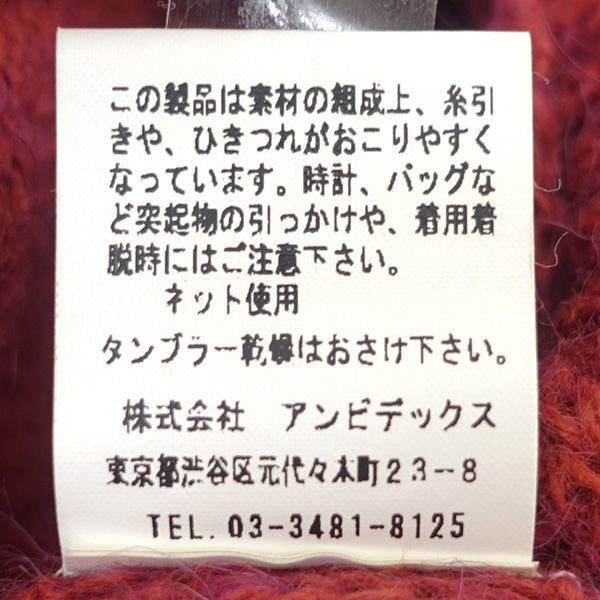 この製品は素材の組成上、糸引
きや、ひきつれがおこりやすく
なっています。時計、バッグな
ど突起物の引っかけや、着用着
脱時にはご注意下さい。
ネット使用
タンブラー乾燥はおさけ下さい。
株式会社 アンビデックス
東京都渋谷区元代々木町23-8
TEL. 03-3481-8125